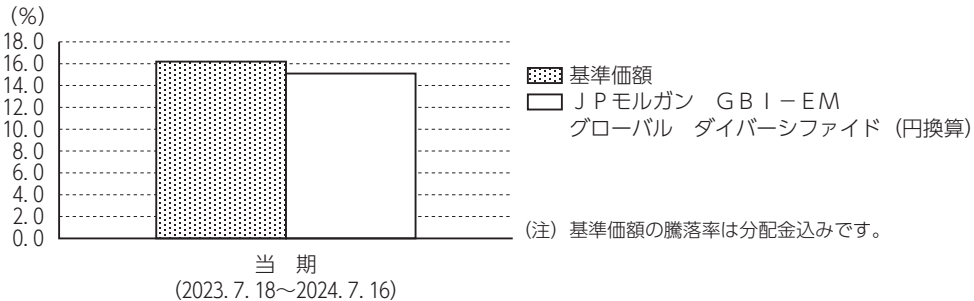 (%)
18.0
16.0
14.0
12.0
10.0
8.0
6.0
4.0
2.0
0.0
基準価額
ＪＰモルガン　ＧＢＩ－ＥＭ
グローバル　ダイバーシファイド（円換算）
（注）基準価額の騰落率は分配金込みです。
当　期
(2023.7.18～2024.7.16)